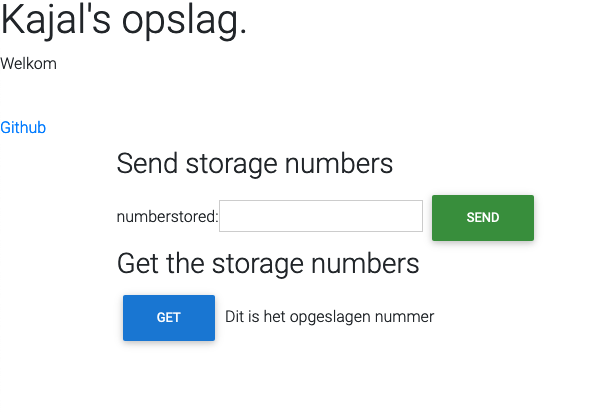 Kajal's opslag.
Welkom
Github
Send storage numbers
numberstored: SEND
Get the storage numbers
GET Dit is het opgeslagen nummer